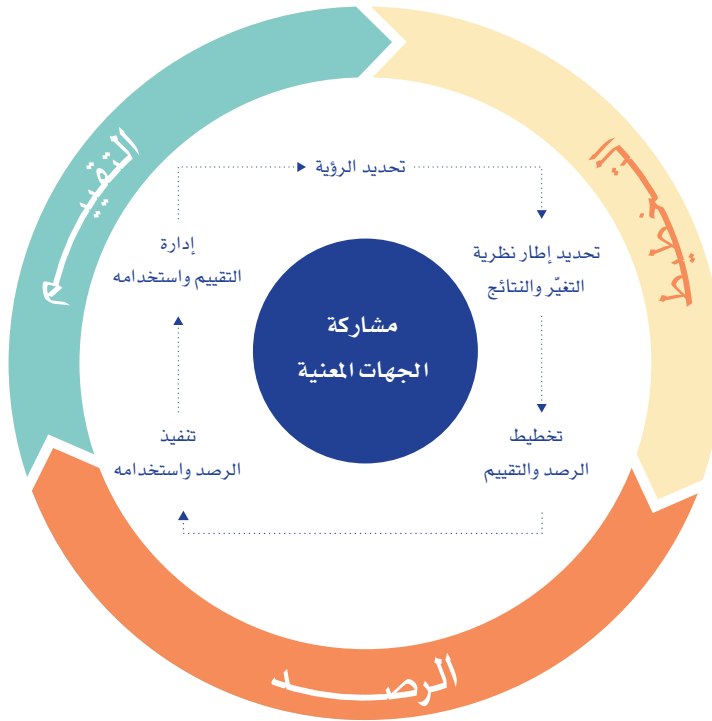 التخطيط
التقييم
الرصد
تحديد الرؤية
تحديد إطار نظرية
التغيّر والنتائج
تخطيط
الرصد والتقييم
تنفيذ
الرصد واستخدامه
إدارة
التقييم واستخدامه
مشاركة
الجهات المعنية